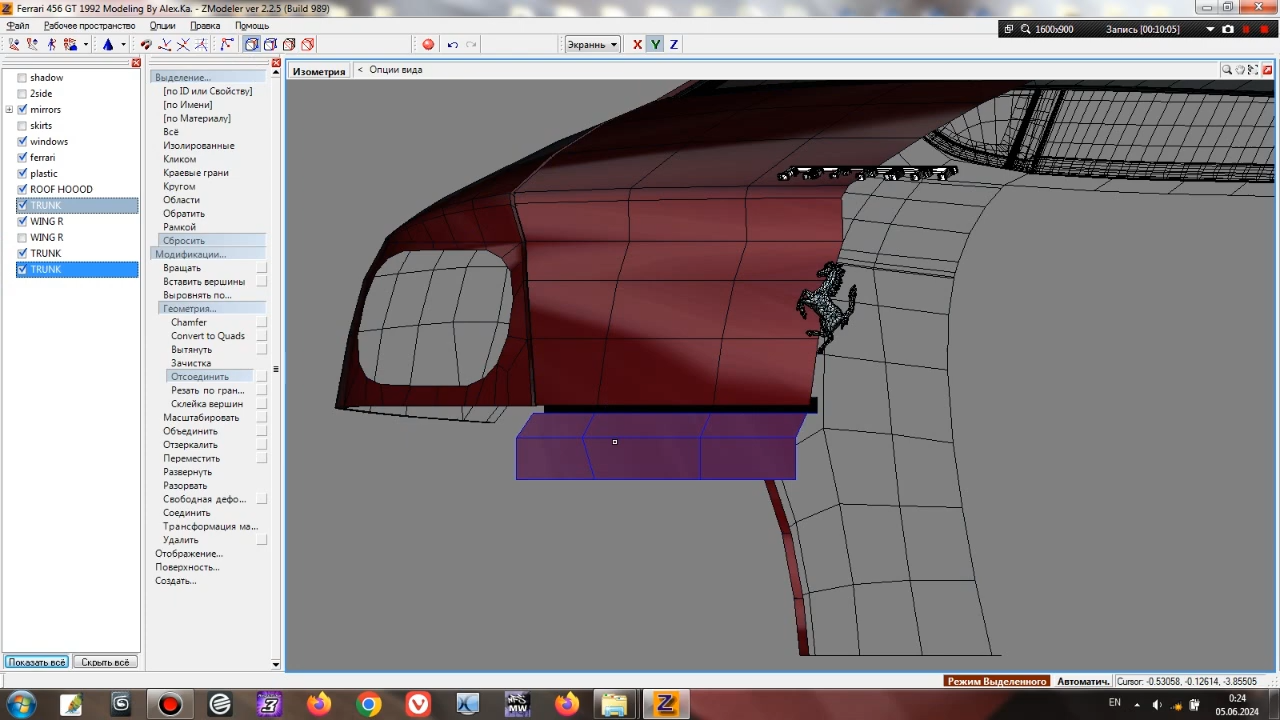 Ferrari 456 GT 1992 Modeling By Alex.Ka. - ZModeler ver 2.2.5 (Build 989)
Файл Рабочее пространство Опции Правка Помощь
1600x900 Запись [00:10:05]
Экраннь X Y Z
Изометрия < Опции вида
shadow
2side
mirrors
skirts
windows
ferrari
plastic
ROOF HOOOD
TRUNK
WING R
WING R
TRUNK
TRUNK
Показать всё Скрыть всё
Выделение...
[по ID или Свойству]
[по Имени]
[по Материалу]
Всё
Изолированные
Кликом
Краевые грани
Кругом
Области
Обратить
Рамкой
Сбросить
Модификации...
Вращать
Вставить вершины
Выровнять по...
Геометрия...
Chamfer
Convert to Quads
Вытянуть
Зачистка
Отсоединить
Резать по гран...
Склейка вершин
Масштабировать
Объединить
Отзеркалить
Переместить
Развернуть
Разорвать
Свободная дефо...
Соединить
Трансформация ма...
Удалить
Отображение...
Поверхность...
Создать...
Режим Выделенного Автоматич. Cursor: -0.53058, -0.12614, -3.85505
MW
EN
0:24
05.06.2024